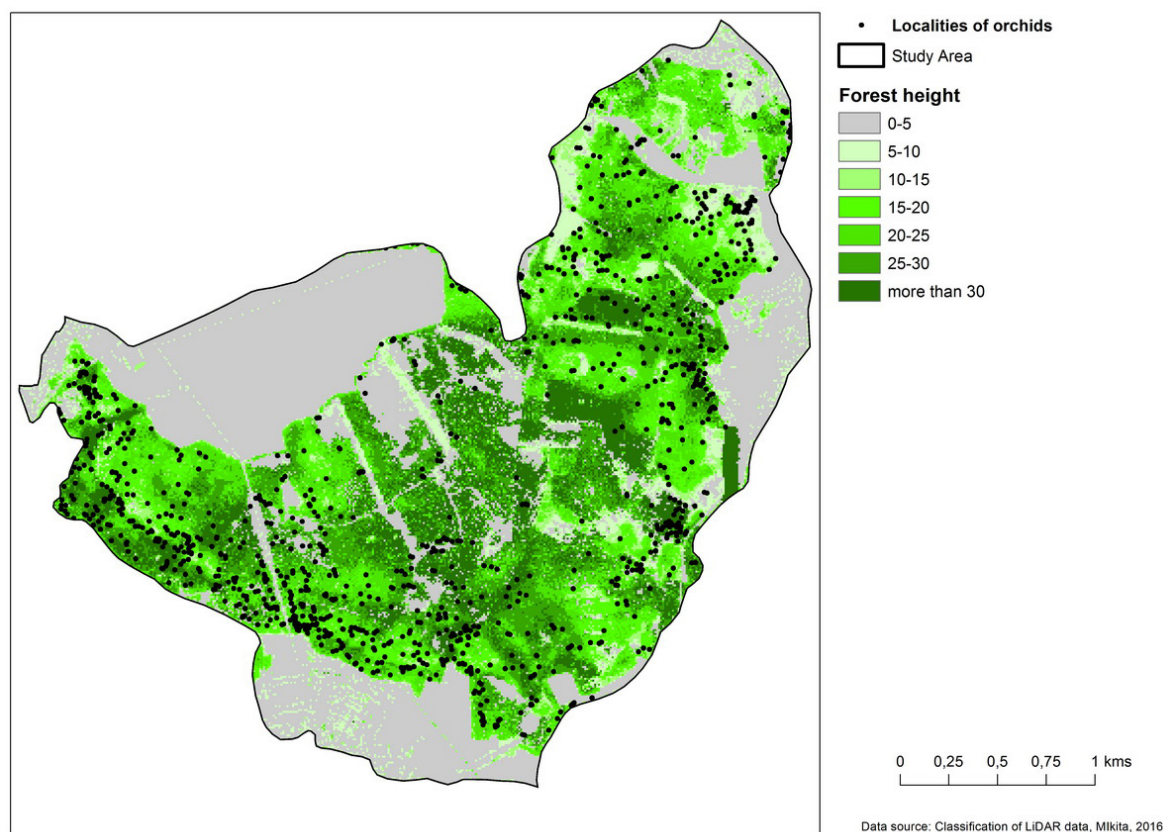 Localities of orchids
Study Area
Forest height
0-5
5-10
10-15
15-20
20-25
25-30
more than 30
0 0,25 0,5 0,75 1 kms
Data source: Classification of LiDAR data, MIkita, 2016